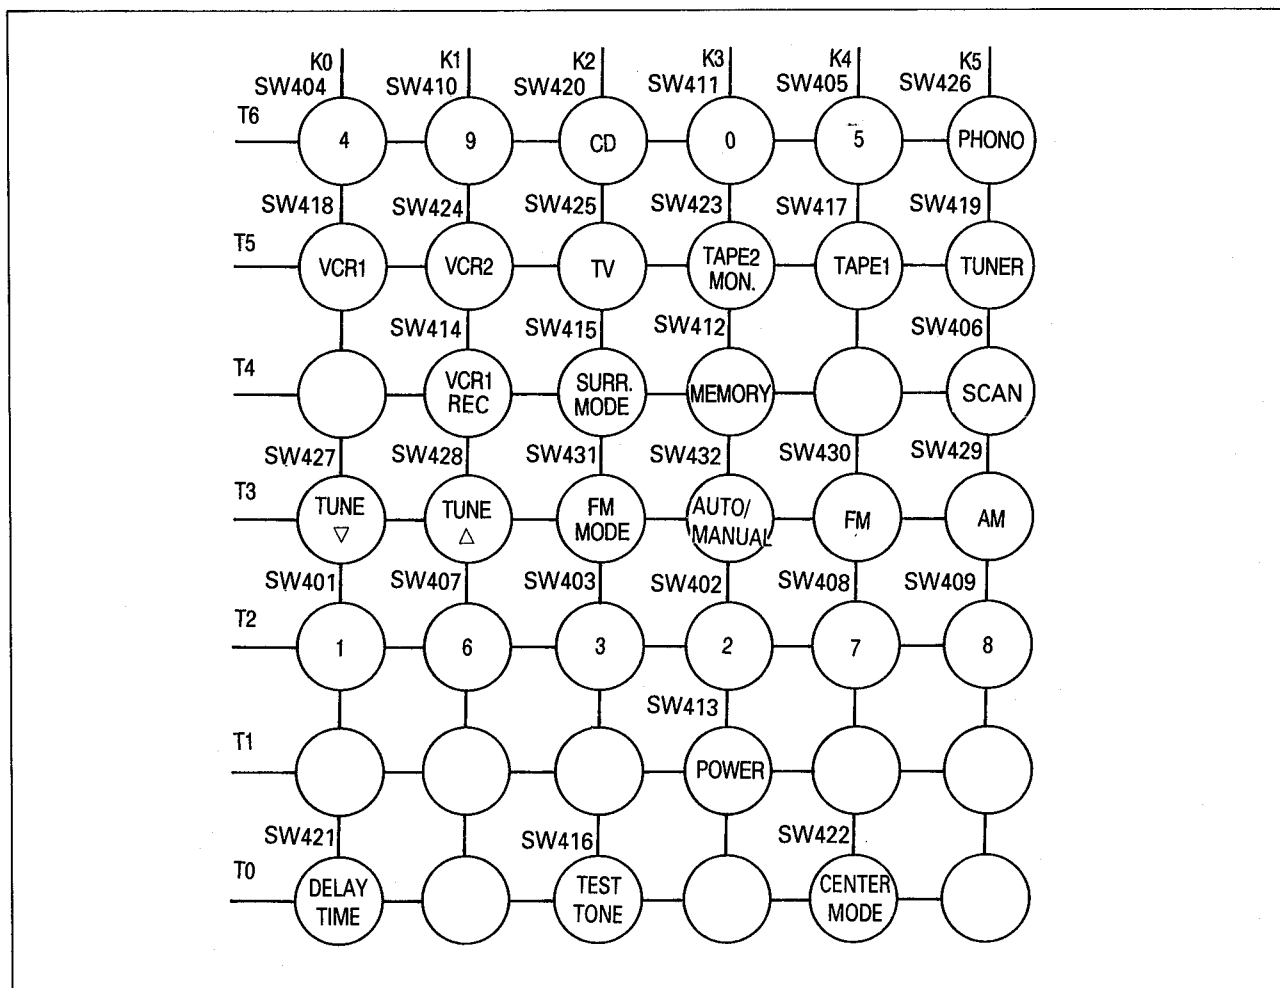 K0 K1 K2 K3 K4 K5
SW404 SW410 SW420 SW411 SW405 SW426
T6 4 9 CD 0 5 PHONO
SW418 SW424 SW425 SW423 SW417 SW419
T5 VCR1 VCR2 TV TAPE2 MON. TAPE1 TUNER
SW414 SW415 SW412 SW406
T4 VCR1 REC SURR. MODE MEMORY SCAN
SW427 SW428 SW431 SW432 SW430 SW429
T3 TUNE ▽ TUNE △ FM MODE AUTO/ MANUAL FM AM
SW401 SW407 SW403 SW402 SW408 SW409
T2 1 6 3 2 7 8
SW413
T1 POWER
SW421 SW416 SW422
T0 DELAY TIME TEST TONE CENTER MODE